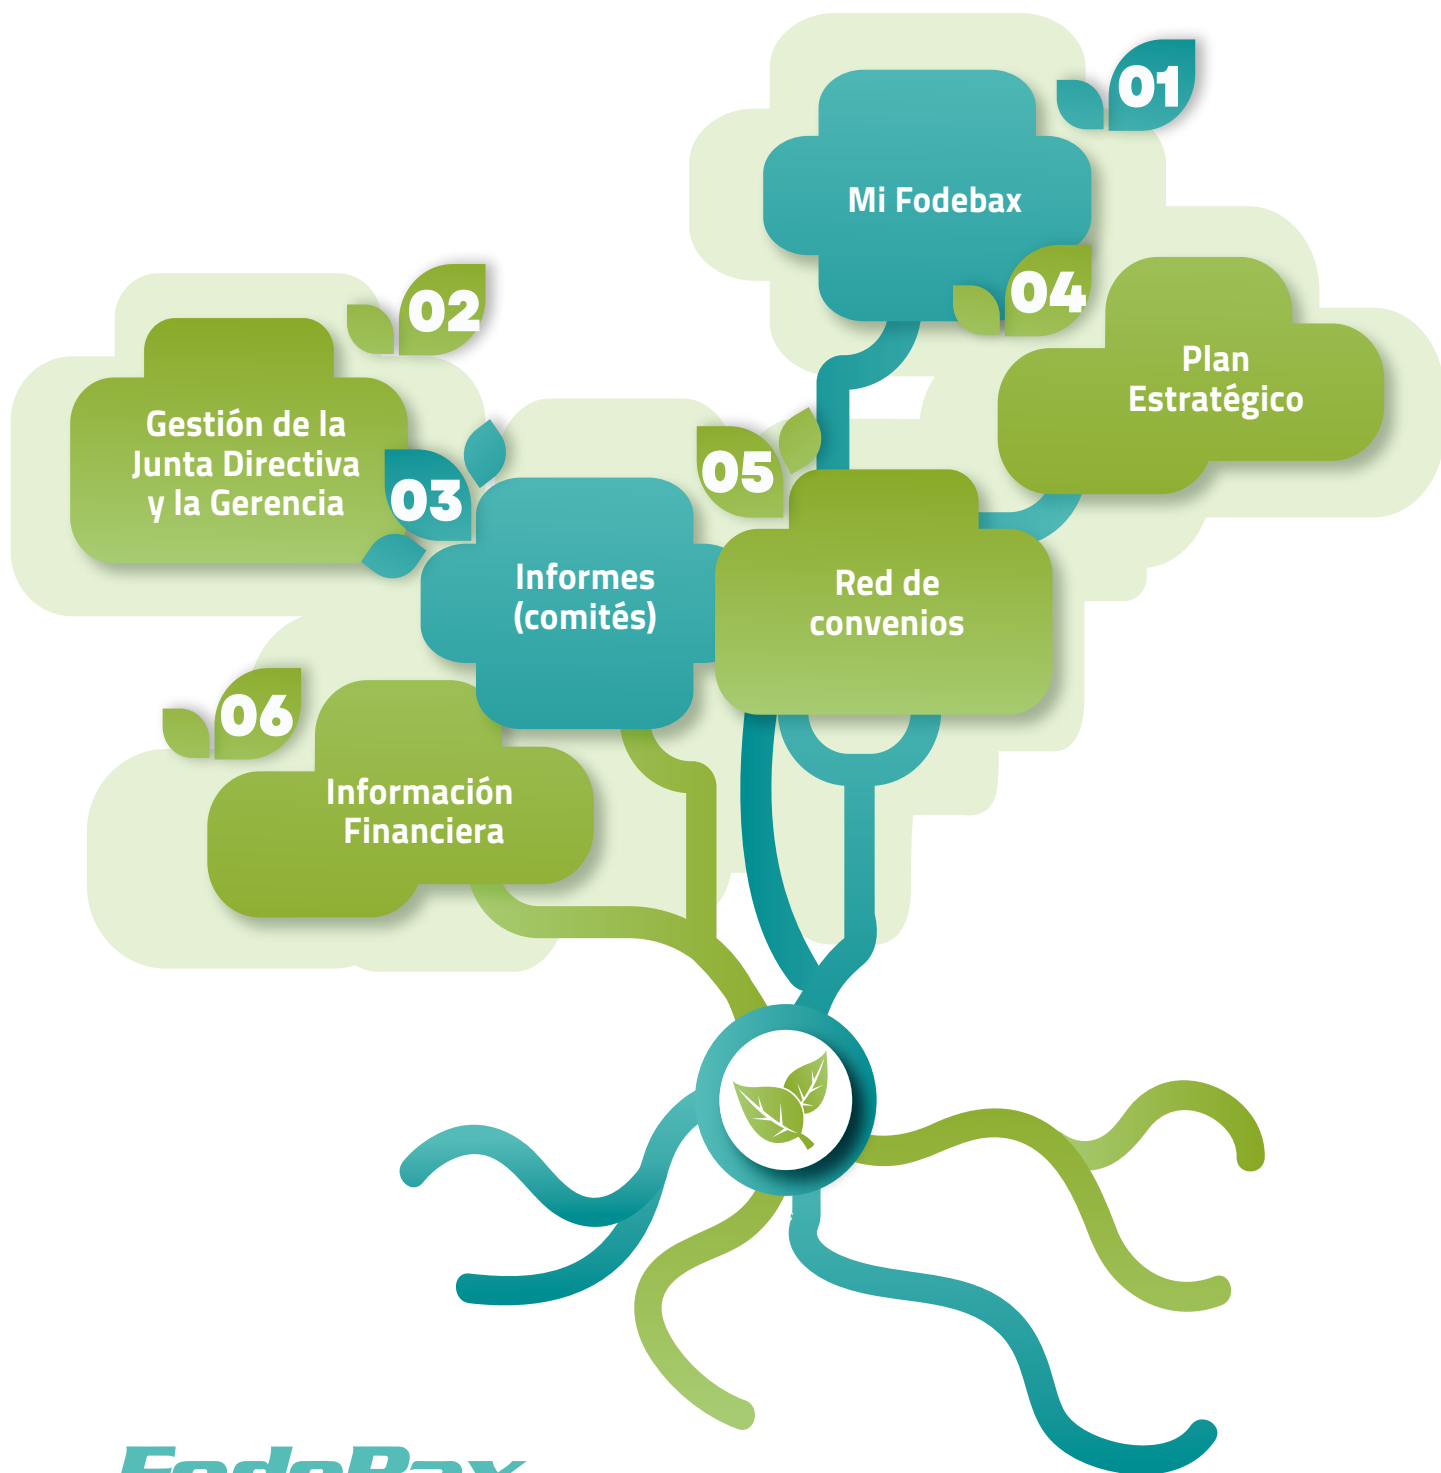 01
Mi Fodebax
02
Gestión de la
Junta Directiva
y la Gerencia
03
Informes
(comités)
04
Plan
Estratégico
05
Red de
convenios
06
Información
Financiera
FodeBax